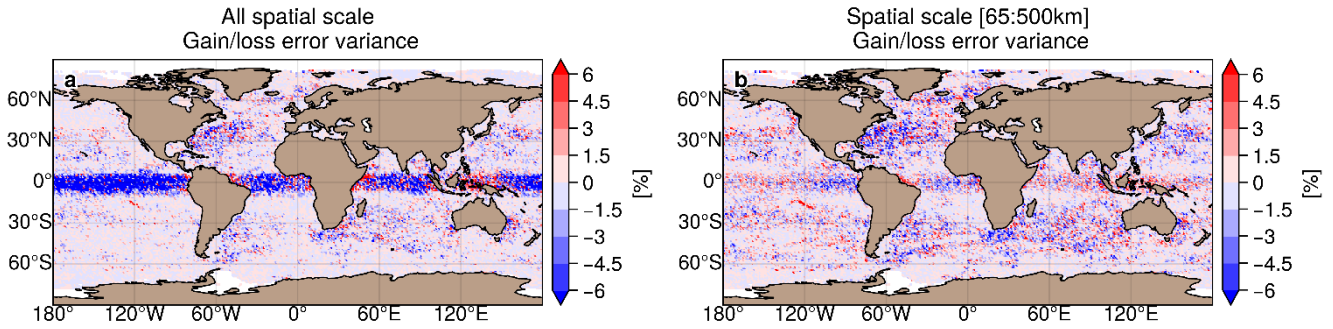 All spatial scale
Gain/loss error variance
a
60°N
30°N
0°
30°S
60°S
180°
120°W
60°W
0°
60°E
120°E
6
4.5
3
1.5
0
−1.5
−3
−4.5
−6
[%]
Spatial scale [65:500km]
Gain/loss error variance
b
60°N
30°N
0°
30°S
60°S
180°
120°W
60°W
0°
60°E
120°E
6
4.5
3
1.5
0
−1.5
−3
−4.5
−6
[%]